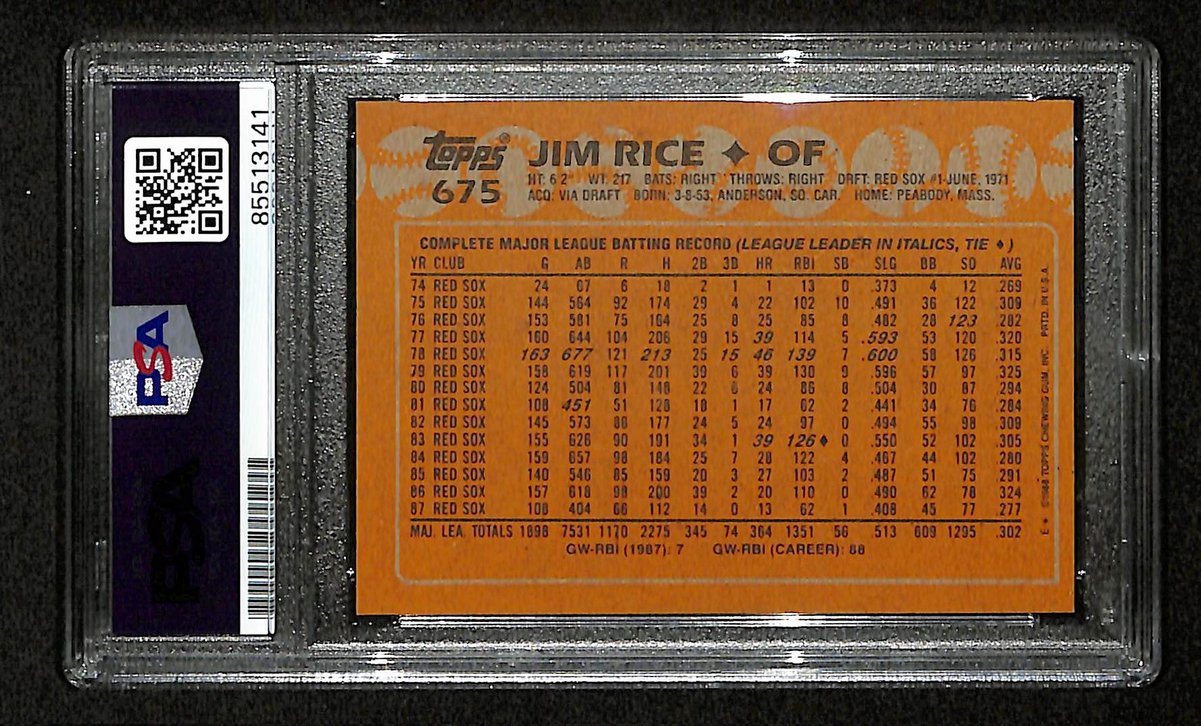 85513141
PSA
PSA
Topps®
JIM RICE ✦ OF
675
HT: 6'2" WT: 217 BATS: RIGHT THROWS: RIGHT DRFT: RED SOX #1-JUNE, 1971
ACQ: VIA DRAFT BORN: 3-8-53, ANDERSON, SO. CAR. HOME: PEABODY, MASS.
COMPLETE MAJOR LEAGUE BATTING RECORD (LEAGUE LEADER IN ITALICS, TIE ♦)
YR CLUB G AB R H 2B 3B HR RBI SB SLG BB SO AVG
74 RED SOX 24 67 6 18 2 1 1 13 0 .373 4 12 .269
75 RED SOX 144 564 92 174 29 4 22 102 10 .491 36 122 .309
76 RED SOX 153 581 75 164 25 8 25 85 8 .482 28 123 .282
77 RED SOX 160 644 104 206 29 15 39 114 5 .593 53 120 .320
78 RED SOX 163 677 121 213 25 15 46 139 7 .600 58 126 .315
79 RED SOX 158 619 117 201 39 6 39 130 9 .596 57 97 .325
80 RED SOX 124 504 81 148 22 6 24 86 8 .504 30 87 .294
81 RED SOX 108 451 51 128 18 1 17 62 2 .441 34 76 .284
82 RED SOX 145 573 86 177 24 5 24 97 0 .494 55 98 .309
83 RED SOX 155 626 90 191 34 1 39 126♦ 0 .550 52 102 .305
84 RED SOX 159 657 98 184 25 7 28 122 4 .467 44 102 .280
85 RED SOX 140 546 85 159 20 3 27 103 2 .487 51 75 .291
86 RED SOX 157 618 98 200 39 2 20 110 0 .490 62 78 .324
87 RED SOX 108 404 66 112 14 0 13 62 1 .408 45 77 .277
MAJ. LEA. TOTALS 1898 7531 1170 2275 345 74 364 1351 56 .513 609 1295 .302
GW-RBI (1987): 7 GW-RBI (CAREER): 88
E✦ ©1988 TOPPS CHEWING GUM, INC. PRTD. IN U.S.A.